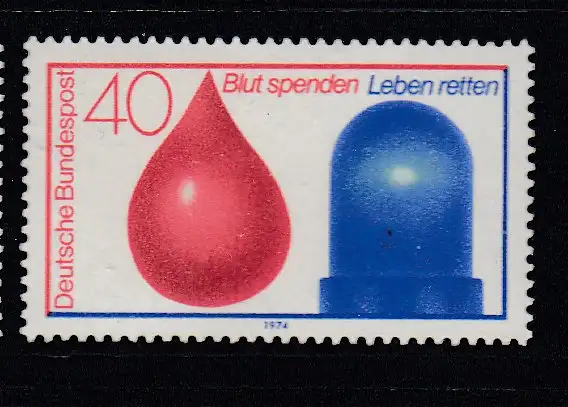 Deutsche Bundespost
40
Blut spenden Leben retten
1974